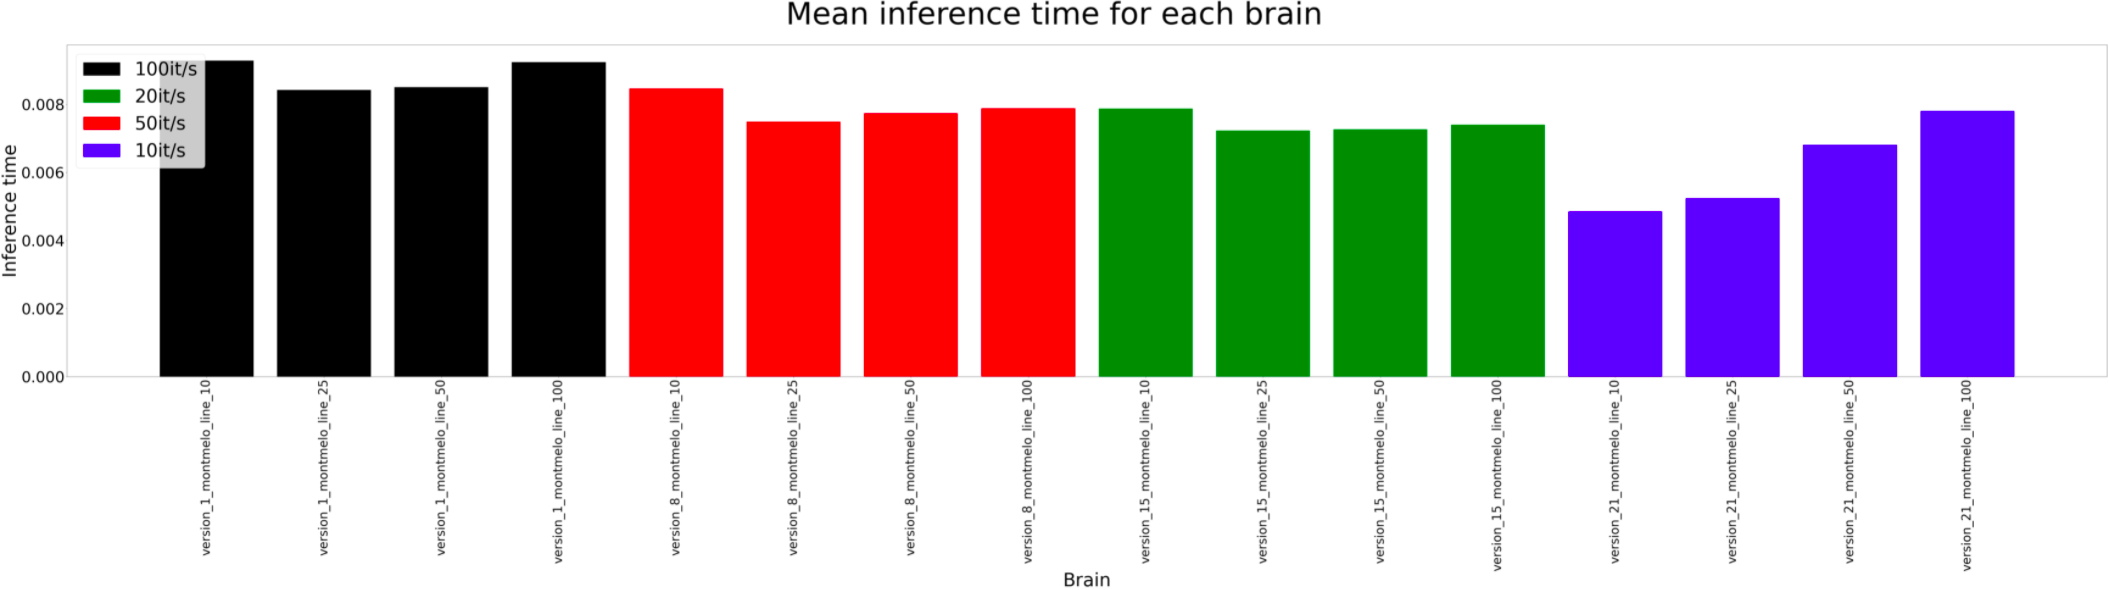 Mean inference time for each brain
100it/s
20it/s
50it/s
10it/s
Inference time
0.008
0.006
0.004
0.002
0.000
version_1_montmelo_line_10
version_1_montmelo_line_25
version_1_montmelo_line_50
version_1_montmelo_line_100
version_8_montmelo_line_10
version_8_montmelo_line_25
version_8_montmelo_line_50
version_8_montmelo_line_100
version_15_montmelo_line_10
version_15_montmelo_line_25
version_15_montmelo_line_50
version_15_montmelo_line_100
version_21_montmelo_line_10
version_21_montmelo_line_25
version_21_montmelo_line_50
version_21_montmelo_line_100
Brain